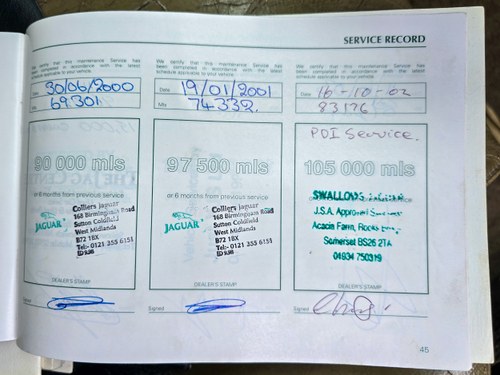 SERVICE RECORD
We certify that this maintenance Service has
been completed in accordance with the latest
schedule applicable to your vehicle.
Date 30/06/2000
Mls 69.301
90 000 mls
or 6 months from previous service
JAGUAR
Colliers Jaguar
168 Birmingham Road
Sutton Coldfield
West Midlands
B72 1BX
Tel:- 0121 355 6151
DEALER'S STAMP
Signed
We certify that this maintenance Service has
been completed in accordance with the latest
schedule applicable to your vehicle.
Date 19/01/2001
Mls 74332.
97 500 mls
or 6 months from previous service
JAGUAR
Colliers Jaguar
168 Birmingham Road
Sutton Coldfield
West Midlands
B72 1BX
Tel:- 0121 355 6151
DEALER'S STAMP
Signed
We certify that this maintenance Service has
been completed in accordance with the latest
schedule applicable to your vehicle.
Date 16-10-02
Mls 83176
PDI Service.
105 000 mls
SWALLOWS JAGUAR
J.S.A. Approved
Acacia Farm,
Somerset BS26 2TA
01934 750319
DEALER'S STAMP
Signed
45